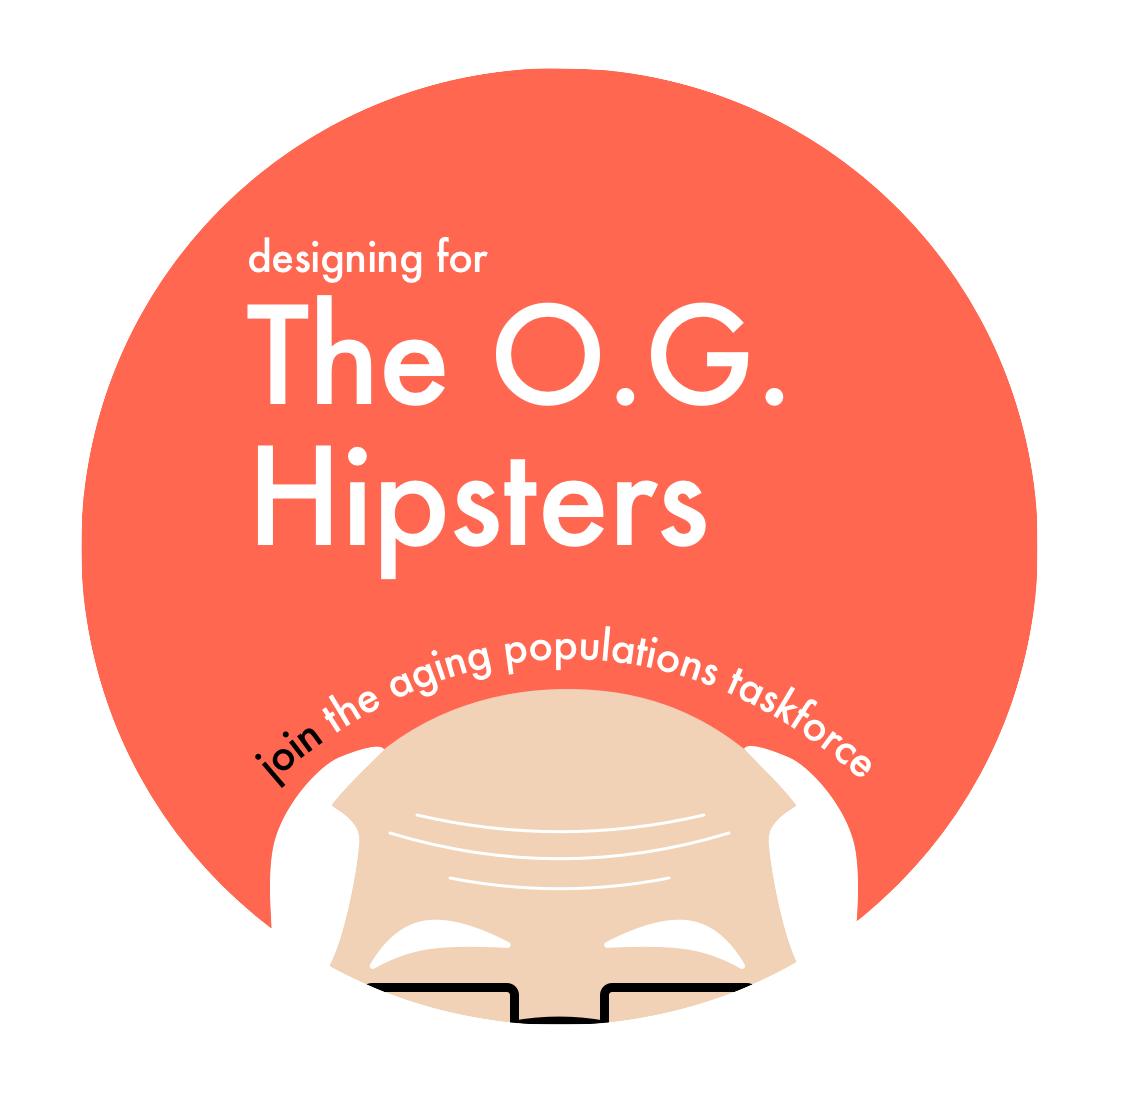 designing for
The O.G.
Hipsters
join the aging populations taskforce